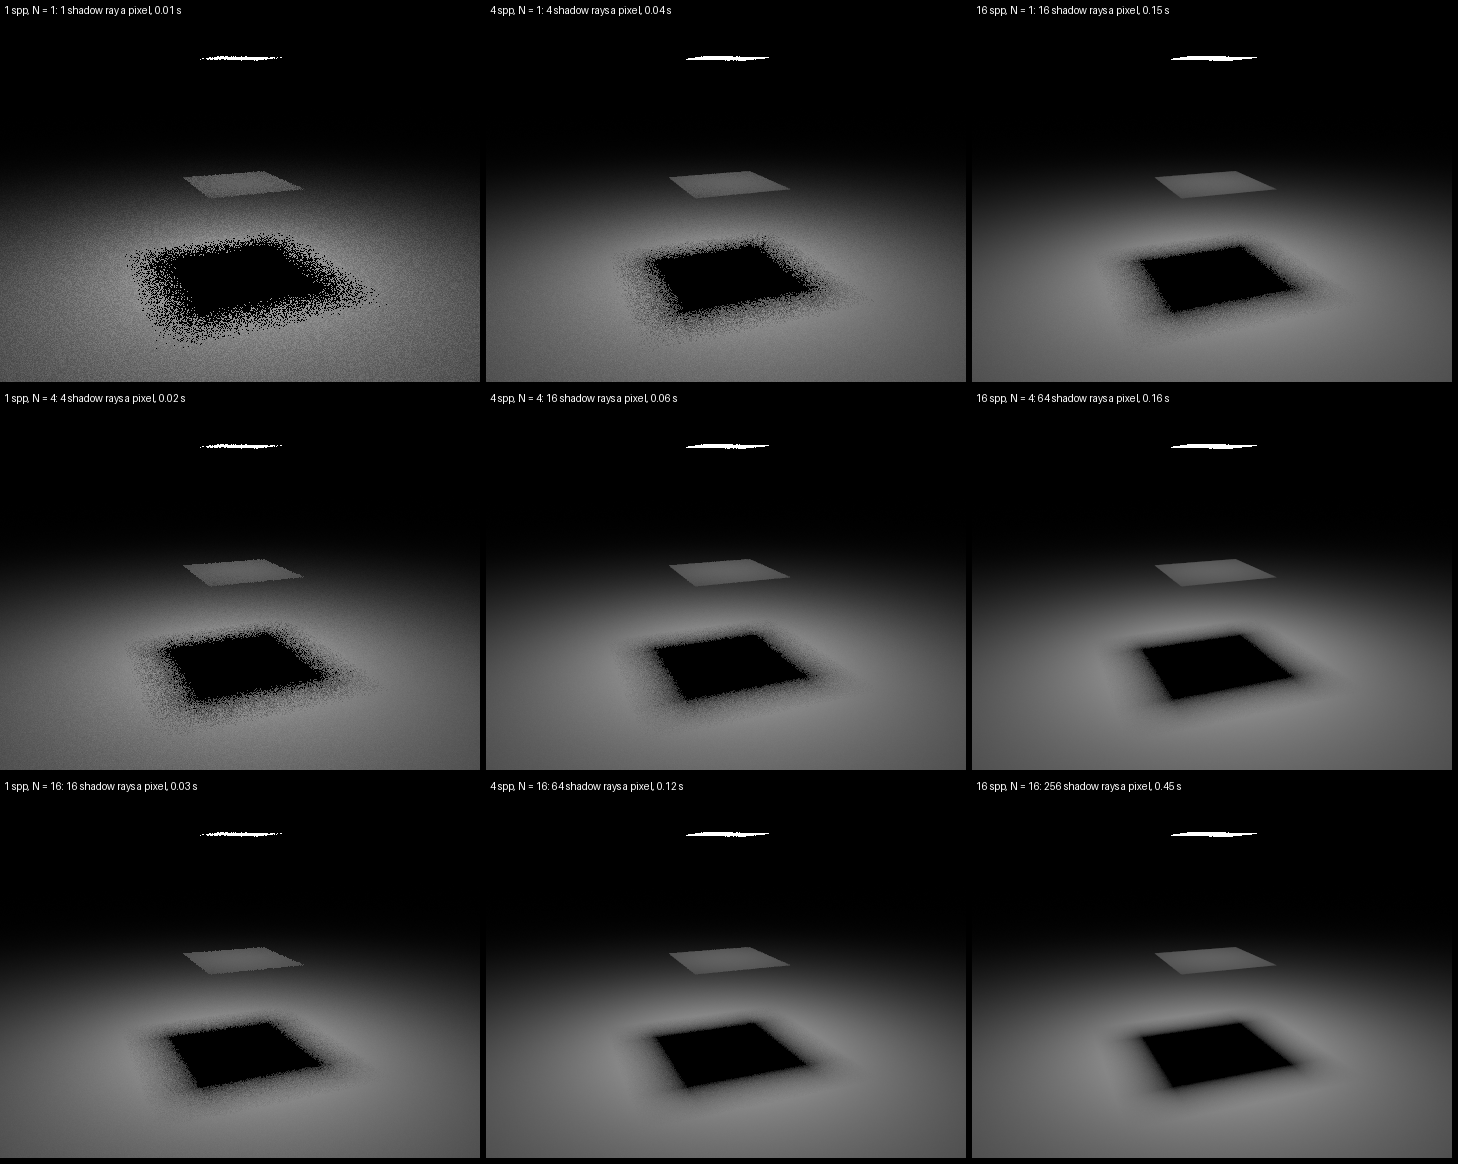 1 spp, N = 1: 1 shadow ray a pixel, 0.01 s
4 spp, N = 1: 4 shadow rays a pixel, 0.04 s
16 spp, N = 1: 16 shadow rays a pixel, 0.15 s
1 spp, N = 4: 4 shadow rays a pixel, 0.02 s
4 spp, N = 4: 16 shadow rays a pixel, 0.06 s
16 spp, N = 4: 64 shadow rays a pixel, 0.16 s
1 spp, N = 16: 16 shadow rays a pixel, 0.03 s
4 spp, N = 16: 64 shadow rays a pixel, 0.12 s
16 spp, N = 16: 256 shadow rays a pixel, 0.45 s